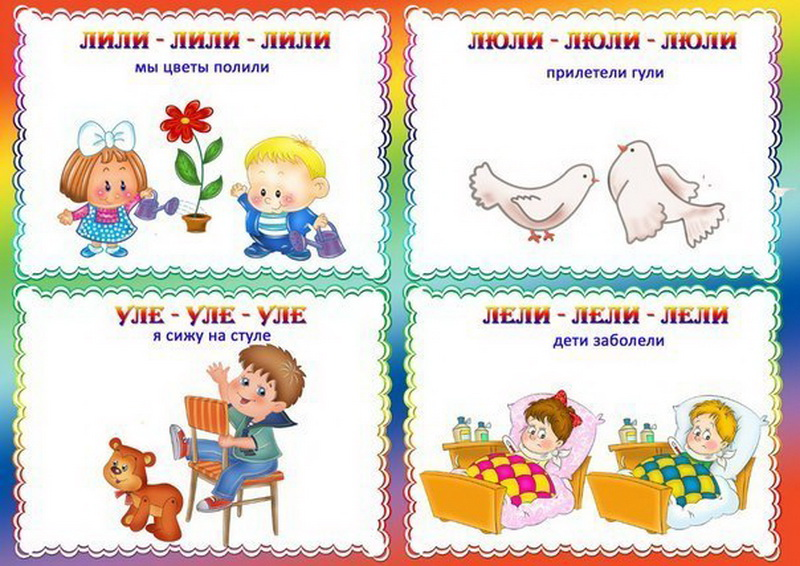 ЛИЛИ - ЛИЛИ - ЛИЛИ
мы цветы полили
ЛЮЛИ - ЛЮЛИ - ЛЮЛИ
прилетели гули
УЛЕ - УЛЕ - УЛЕ
я сижу на стуле
ЛЕЛИ - ЛЕЛИ - ЛЕЛИ
дети заболели